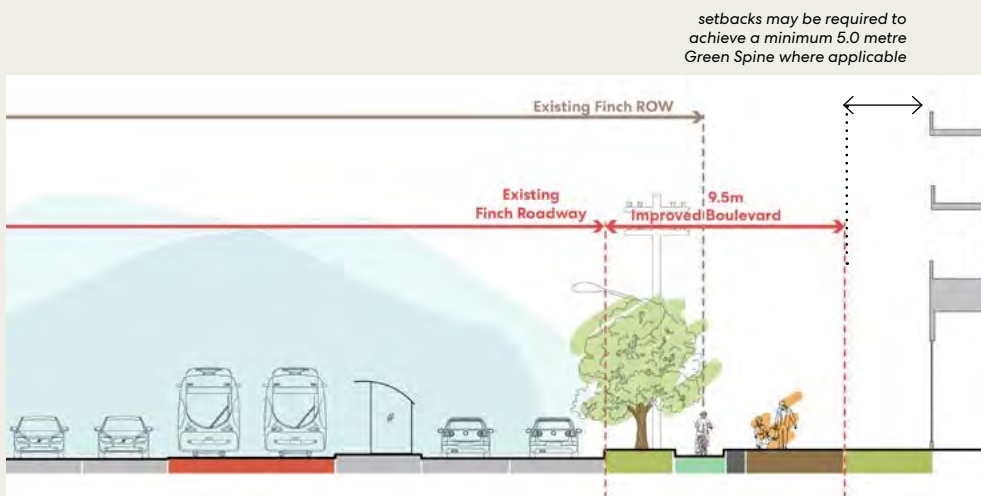 setbacks may be required to
achieve a minimum 5.0 metre
Green Spine where applicable
Existing Finch ROW
Existing
Finch Roadway
9.5m
Improved Boulevard